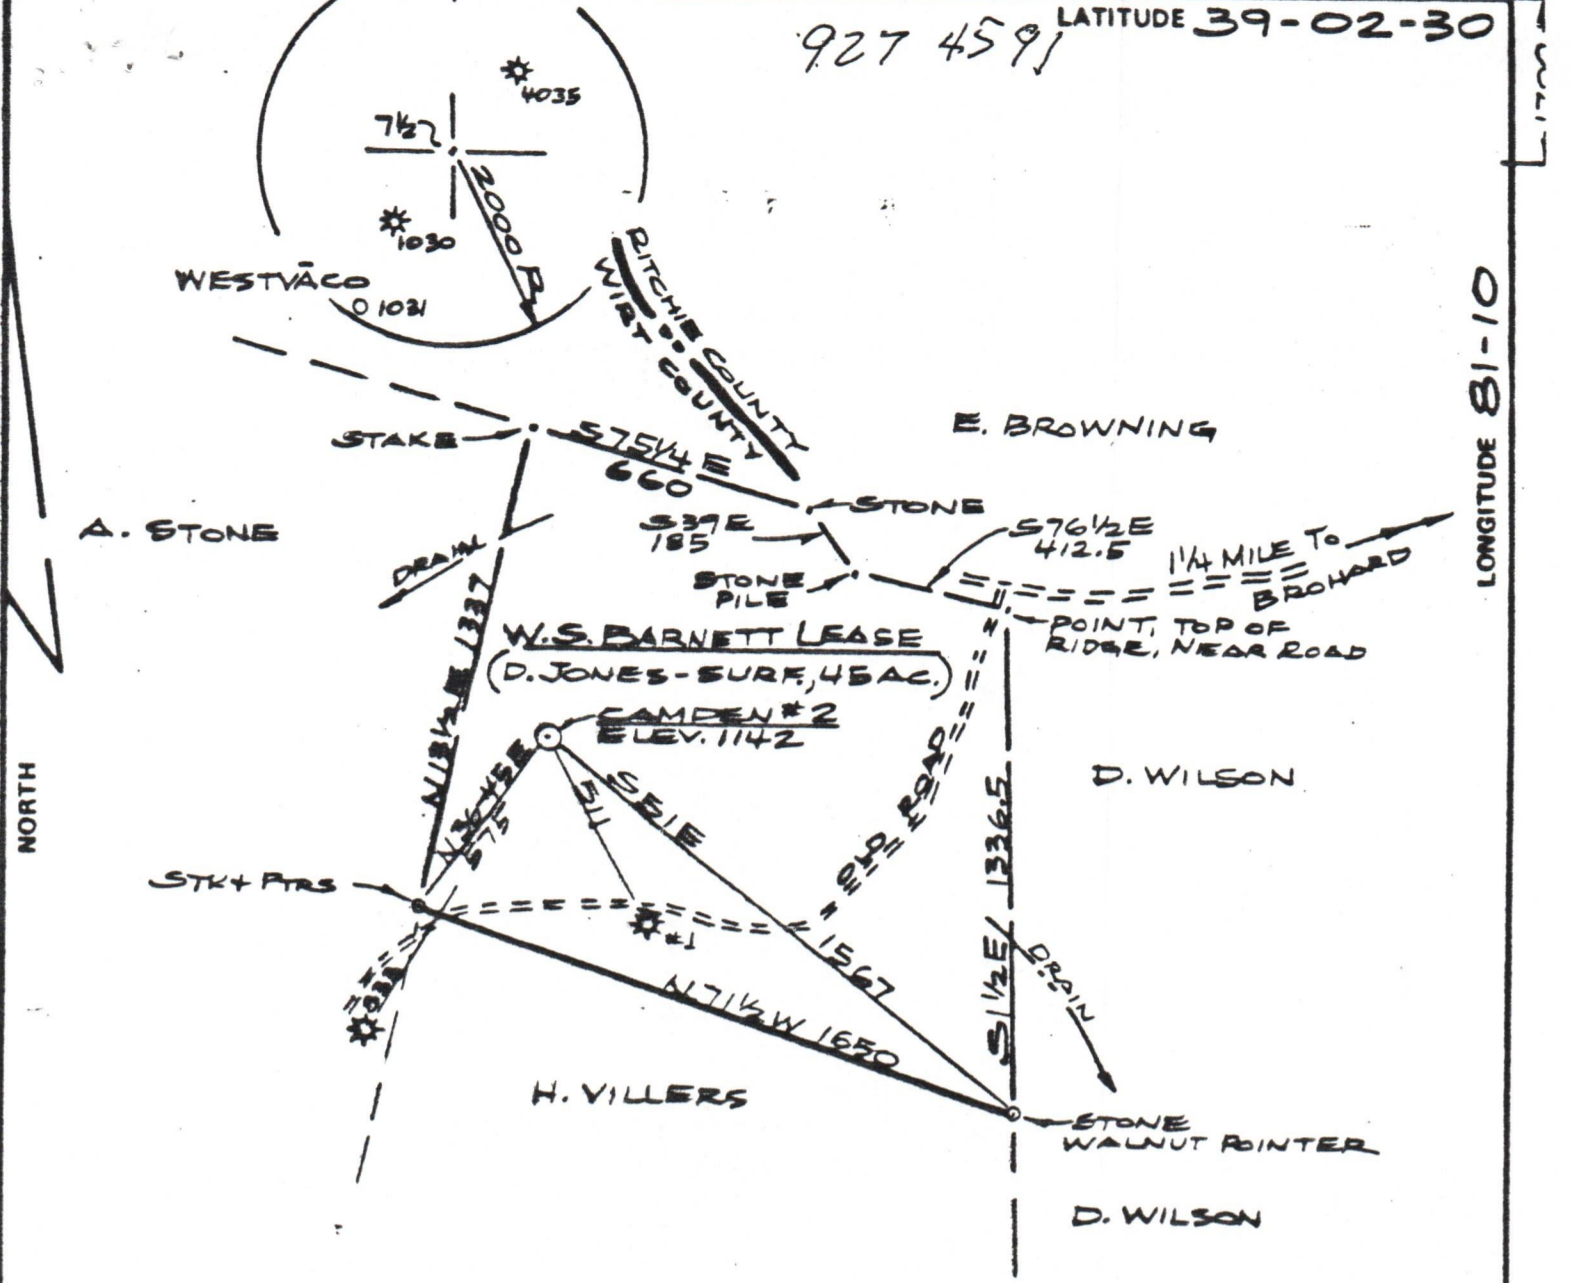 LATITUDE 39-02-30
927 4591
4035
7½
2000 Ft
1030
WESTVACO
1031
RITCHIE COUNTY
WIRT COUNTY
LONGITUDE 81-10
E. BROWNING
STAKE
S75¼E
660
STONE
A. STONE
S39E
185
S76½E
412.5
1¼ MILE TO
BROHARD
DRAIN
STONE
PILE
POINT, TOP OF
RIDGE, NEAR ROAD
W.S. BARNETT LEASE
(D. JONES-SURF., 45 AC.)
N13½E 1337
CAMDEN #2
ELEV. 1142
OLD ROAD
D. WILSON
NORTH
N36-45E
575
511
S51E
1567
S1½E 1336.5
STK + PTRS
#1
DRAIN
N71½W 1650
H. VILLERS
STONE
WALNUT POINTER
D. WILSON